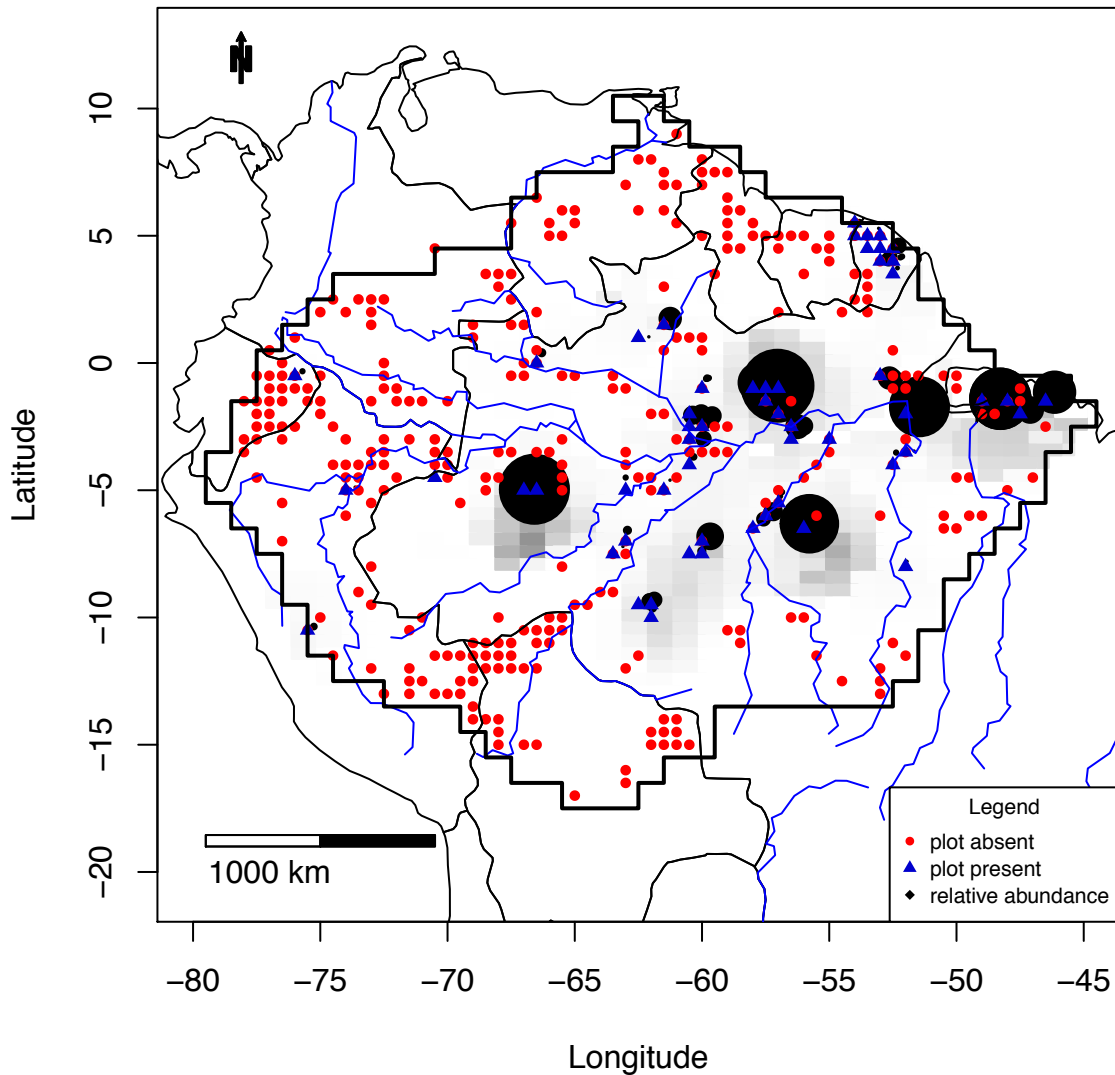 N
10
5
0
−5
−10
−15
−20
Latitude
1000 km
Legend
plot absent
plot present
relative abundance
−80
−75
−70
−65
−60
−55
−50
−45
Longitude